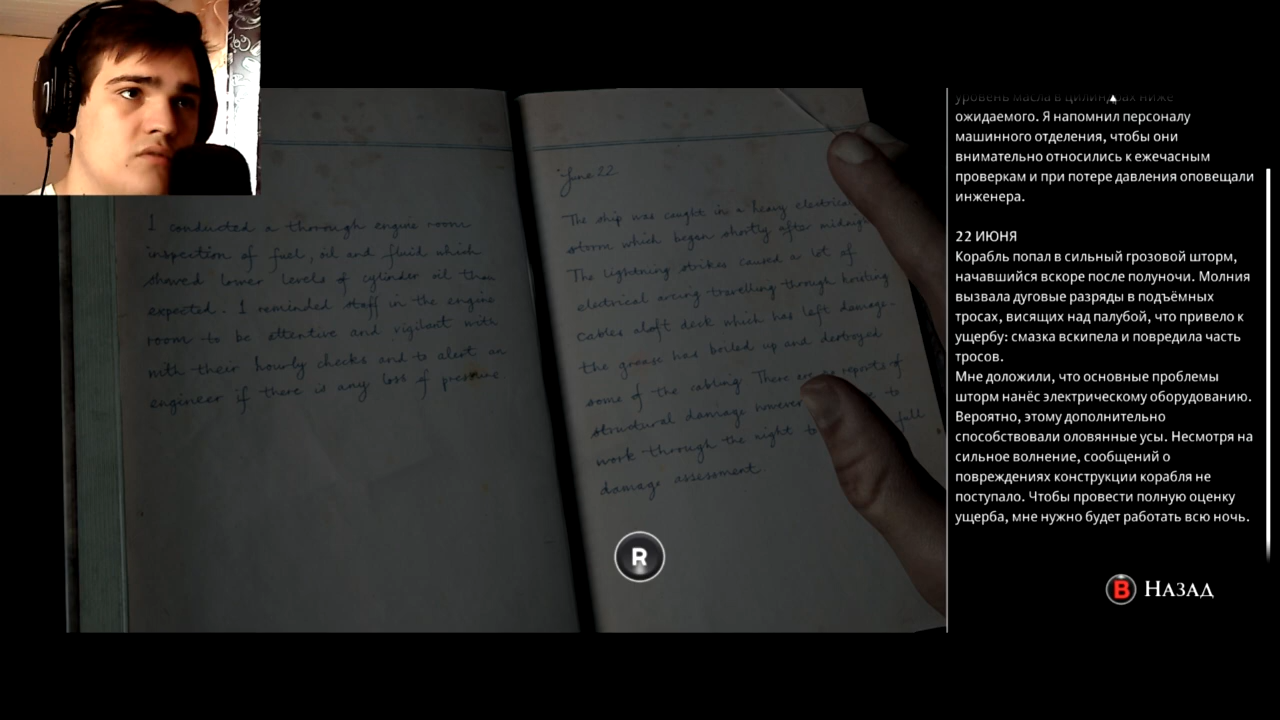 I conducted a thorough engine room
inspection of fuel, oil and fluid which
showed lower levels of cylinder oil than
expected. I reminded staff in the engine
room to be attentive and vigilant with
with their hourly checks and to alert an
engineer if there is any loss of pressure
June 22
The ship was caught in a heavy electrical
storm which began shortly after midnight
The lightning strikes caused a lot of
electrical arcing travelling through hoisting
cables aloft deck which has left damage.
the grease has boiled up and destroyed
some of the cabling There are no reports of
structural damage however to
work through the night to full
damage assessment.
R
уровень масла в цилиндрах ниже
ожидаемого. Я напомнил персоналу
машинного отделения, чтобы они
внимательно относились к ежечасным
проверкам и при потере давления оповещали
инженера.
22 ИЮНЯ
Корабль попал в сильный грозовой шторм,
начавшийся вскоре после полуночи. Молния
вызвала дуговые разряды в подъёмных
тросах, висящих над палубой, что привело к
ущербу: смазка вскипела и повредила часть
тросов.
Мне доложили, что основные проблемы
шторм нанёс электрическому оборудованию.
Вероятно, этому дополнительно
способствовали оловянные усы. Несмотря на
сильное волнение, сообщений о
повреждениях конструкции корабля не
поступало. Чтобы провести полную оценку
ущерба, мне нужно будет работать всю ночь.
B Назад